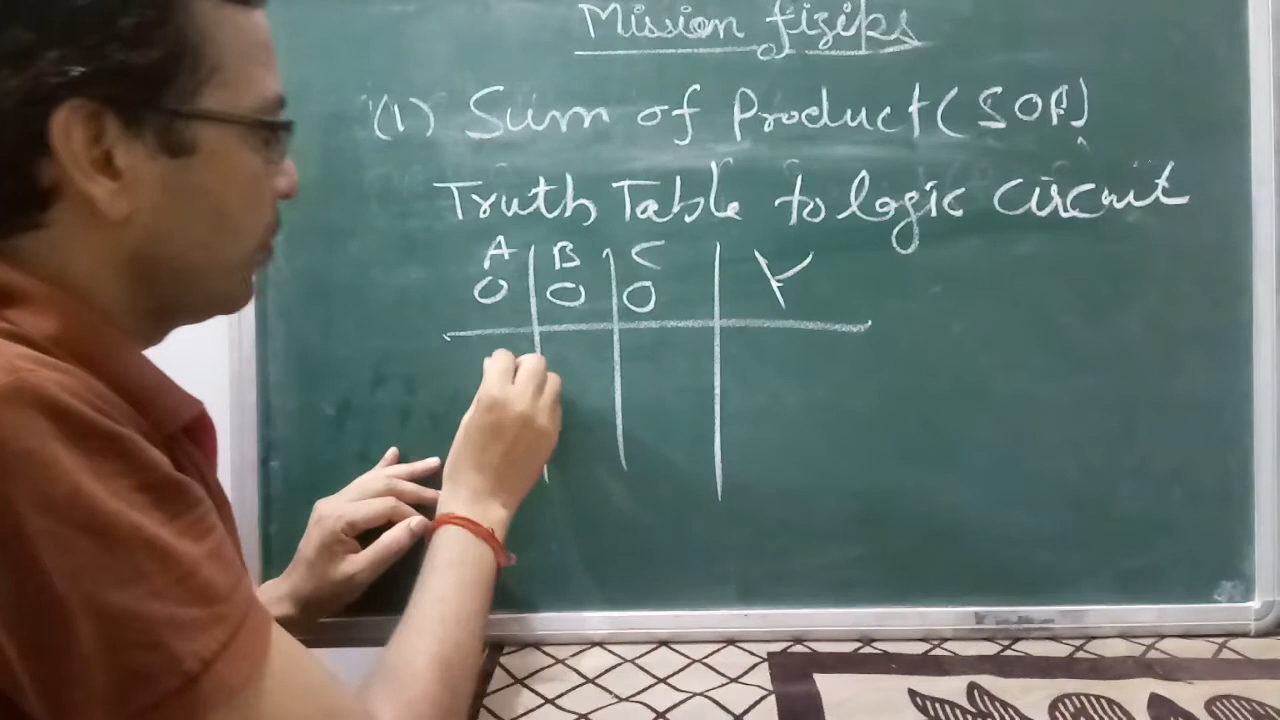 Mission fiziks
(1) Sum of Product (SOP)
Truth Table to logic circuit
A B C Y
0 0 0